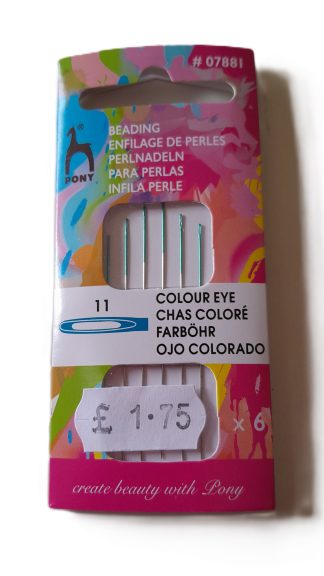 # 07881
BEADING
ENFILAGE DE PERLES
PERLNADELN
PARA PERLAS
INFILA PERLE
PONY
11
COLOUR EYE
CHAS COLORÉ
FARBÖHR
OJO COLORADO
£ 1.75
x 6
create beauty with Pony